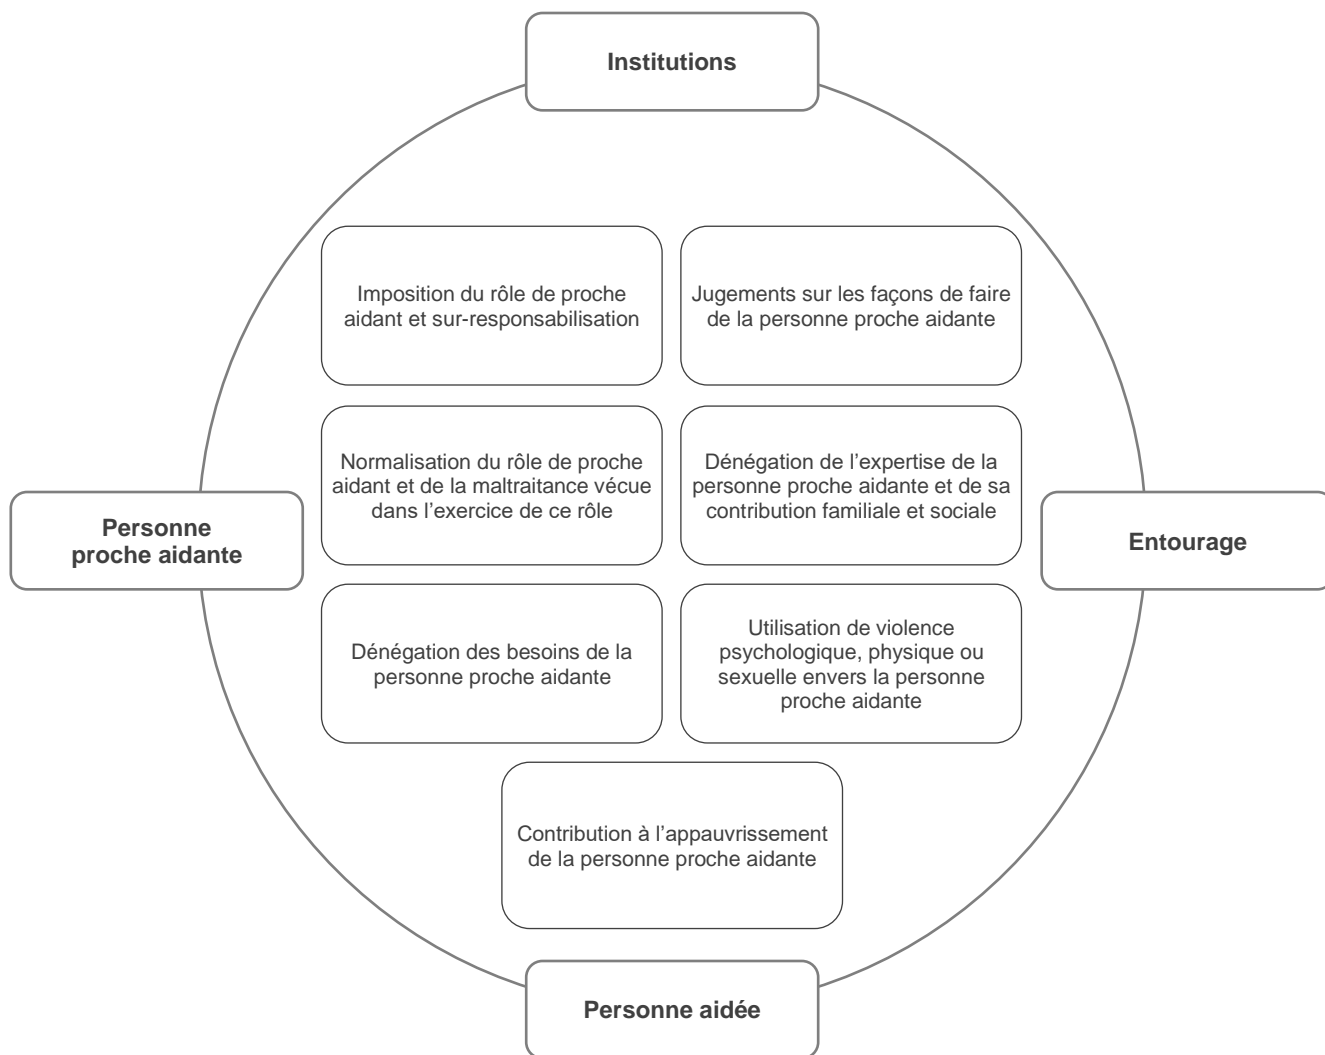 Institutions
Imposition du rôle de proche
aidant et sur-responsabilisation
Jugements sur les façons de faire
de la personne proche aidante
Normalisation du rôle de proche
aidant et de la maltraitance vécue
dans l’exercice de ce rôle
Dénégation de l’expertise de la
personne proche aidante et de sa
contribution familiale et sociale
Personne
proche aidante
Entourage
Dénégation des besoins de la
personne proche aidante
Utilisation de violence
psychologique, physique ou
sexuelle envers la personne
proche aidante
Contribution à l’appauvrissement
de la personne proche aidante
Personne aidée